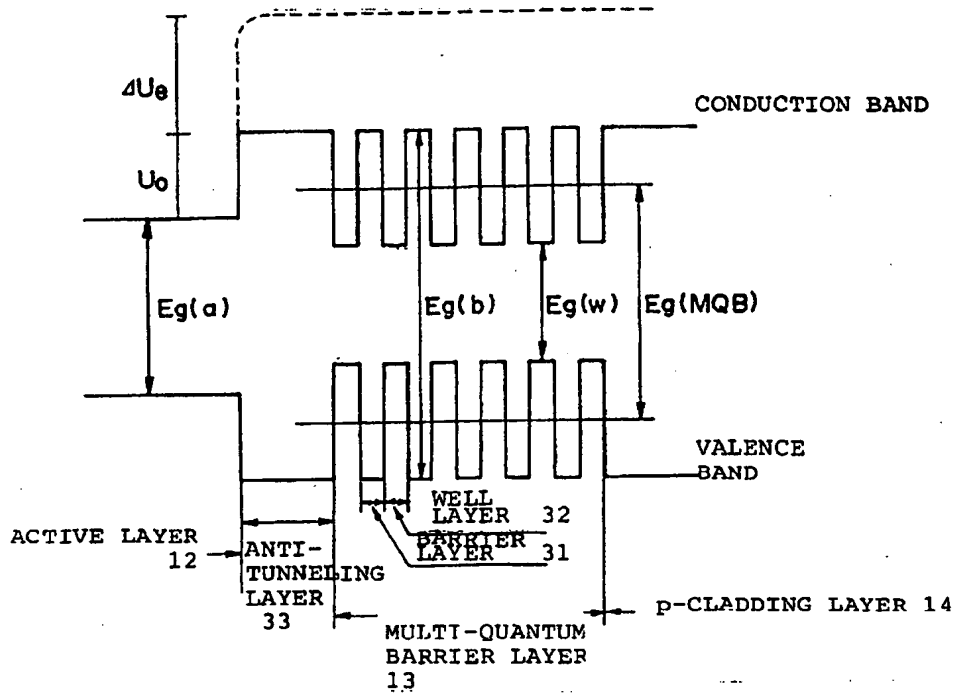 ΔUe
CONDUCTION BAND
Uo
Eg(a)
Eg(b)
Eg(w)
Eg(MQB)
VALENCE
BAND
WELL
LAYER 32
BARRIER
LAYER 31
ACTIVE LAYER
12
ANTI-
TUNNELING
LAYER
33
p-CLADDING LAYER 14
MULTI-QUANTUM
BARRIER LAYER
13